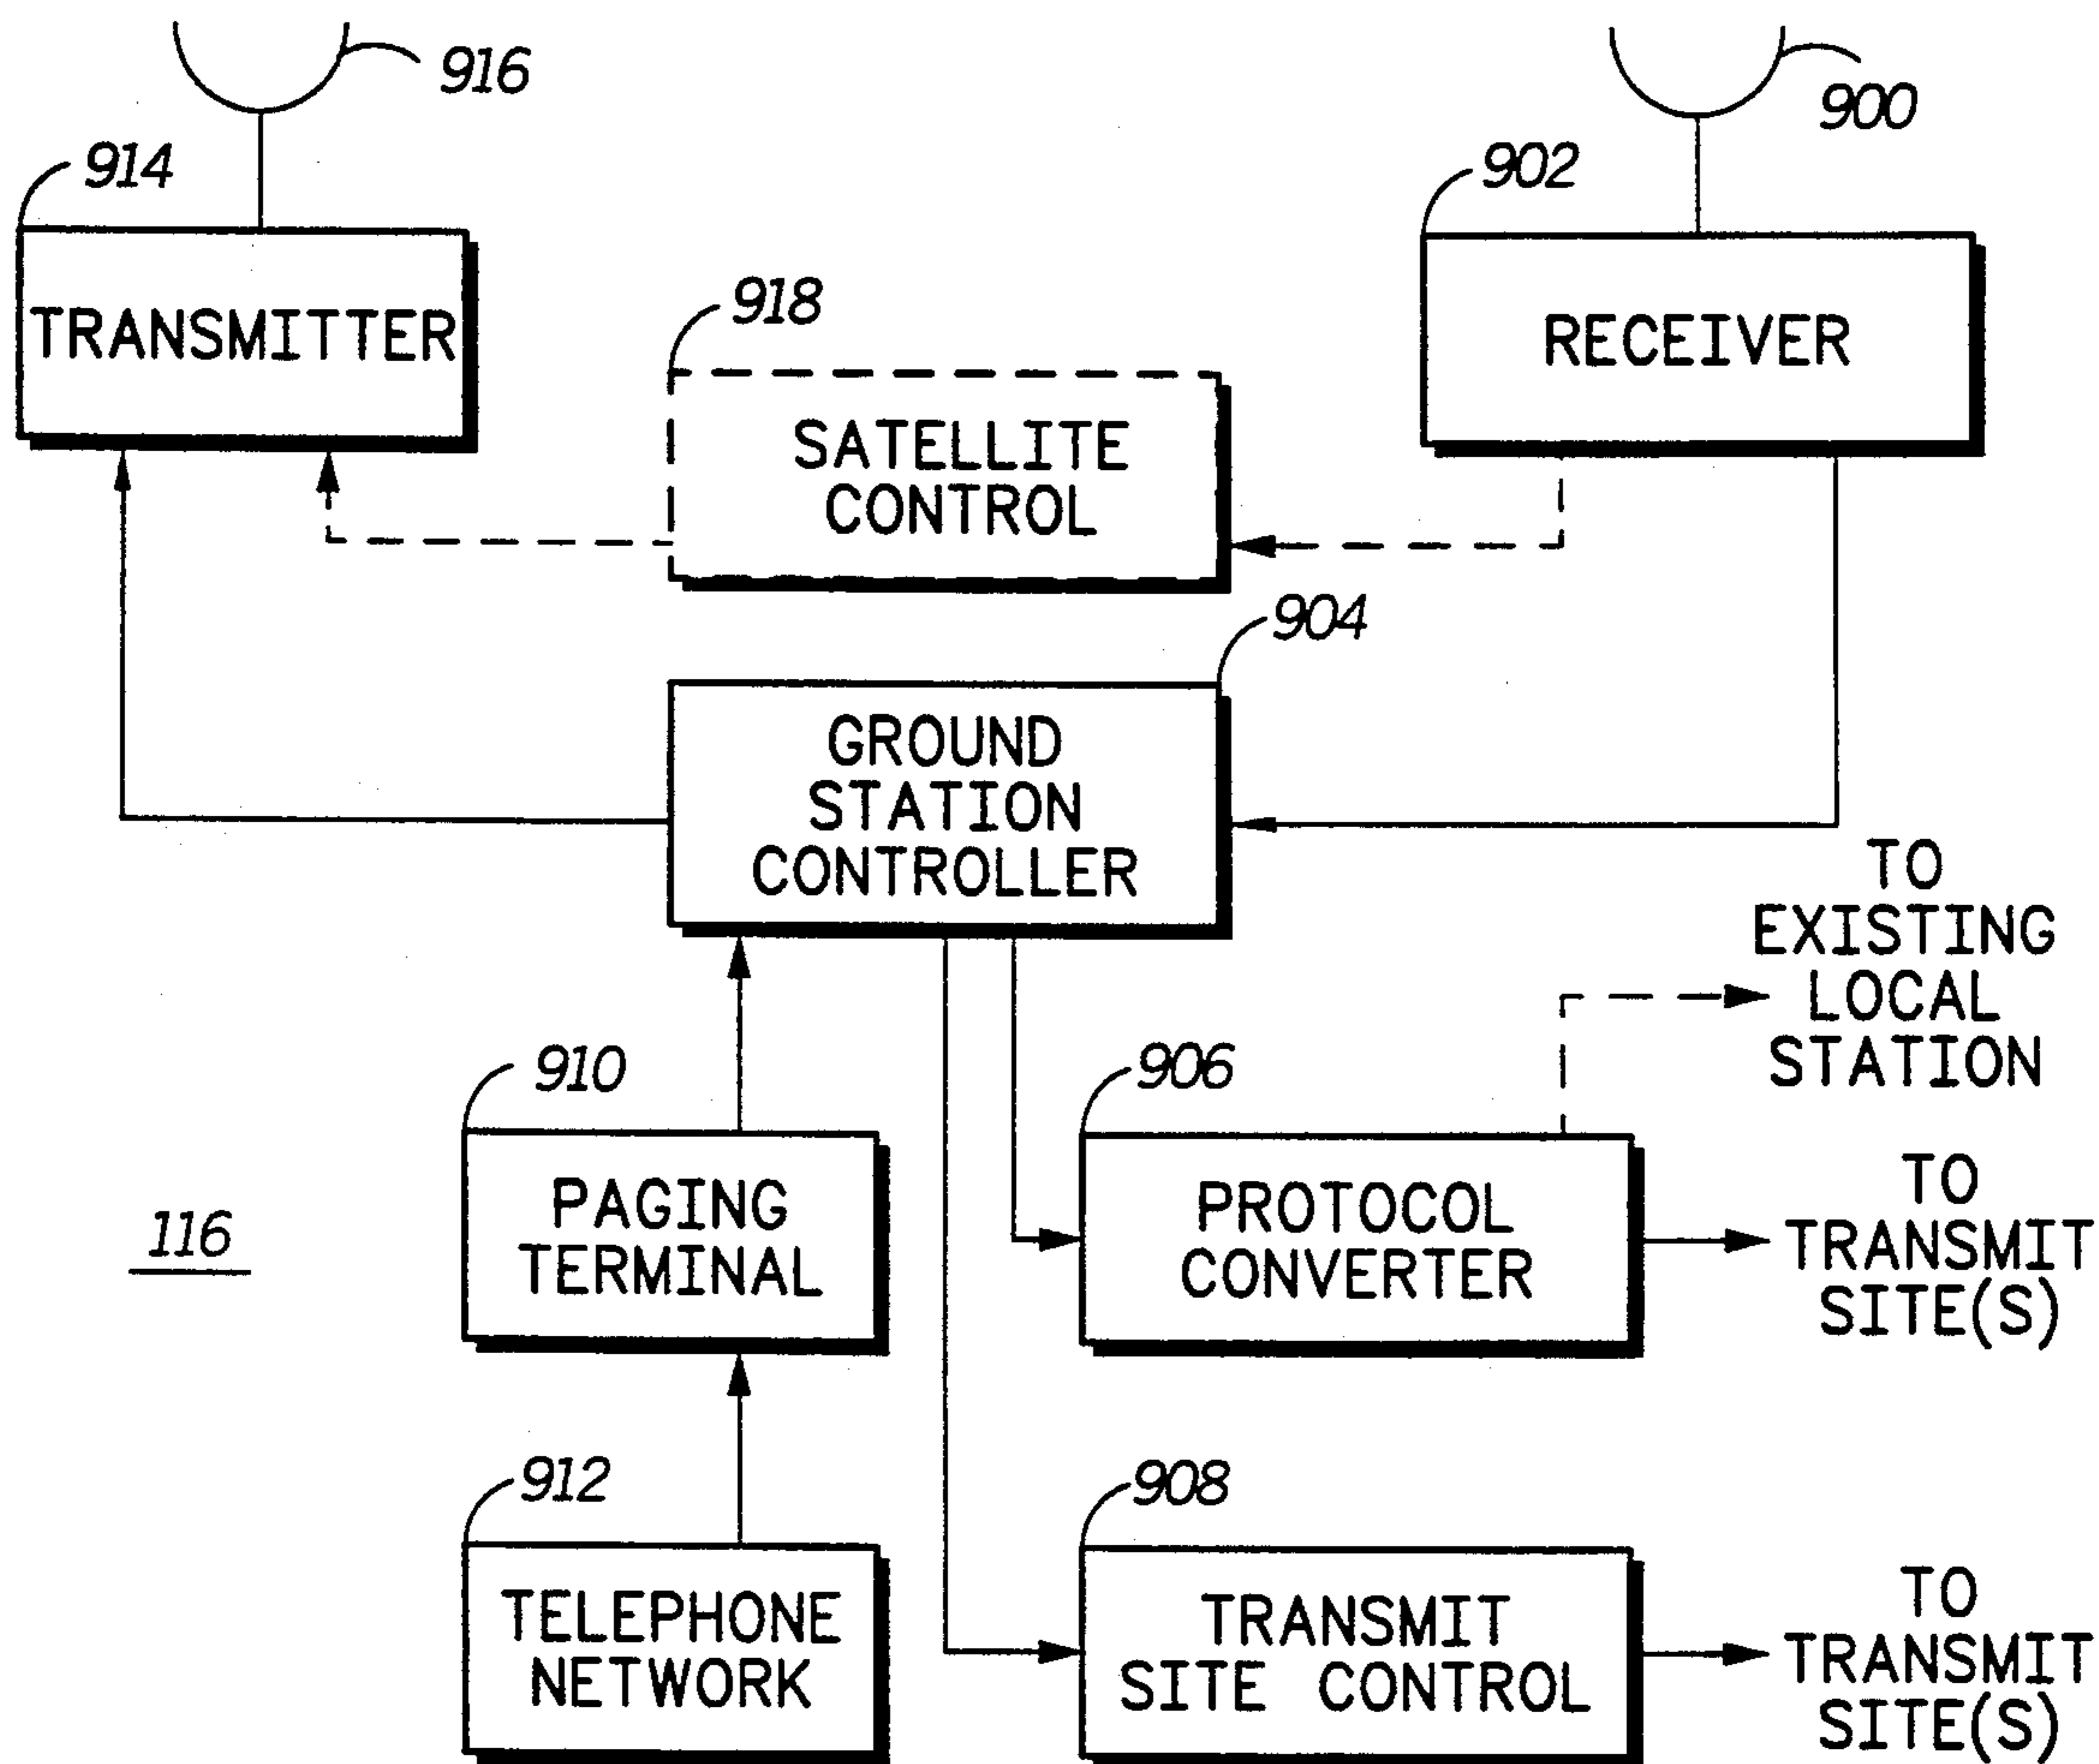 916
900
914
902
TRANSMITTER
918
RECEIVER
SATELLITE
CONTROL
904
GROUND
STATION
CONTROLLER
TO
EXISTING
LOCAL
STATION
910
906
PAGING
TERMINAL
PROTOCOL
CONVERTER
TO
TRANSMIT
SITE(S)
116
912
908
TELEPHONE
NETWORK
TRANSMIT
SITE CONTROL
TO
TRANSMIT
SITE(S)